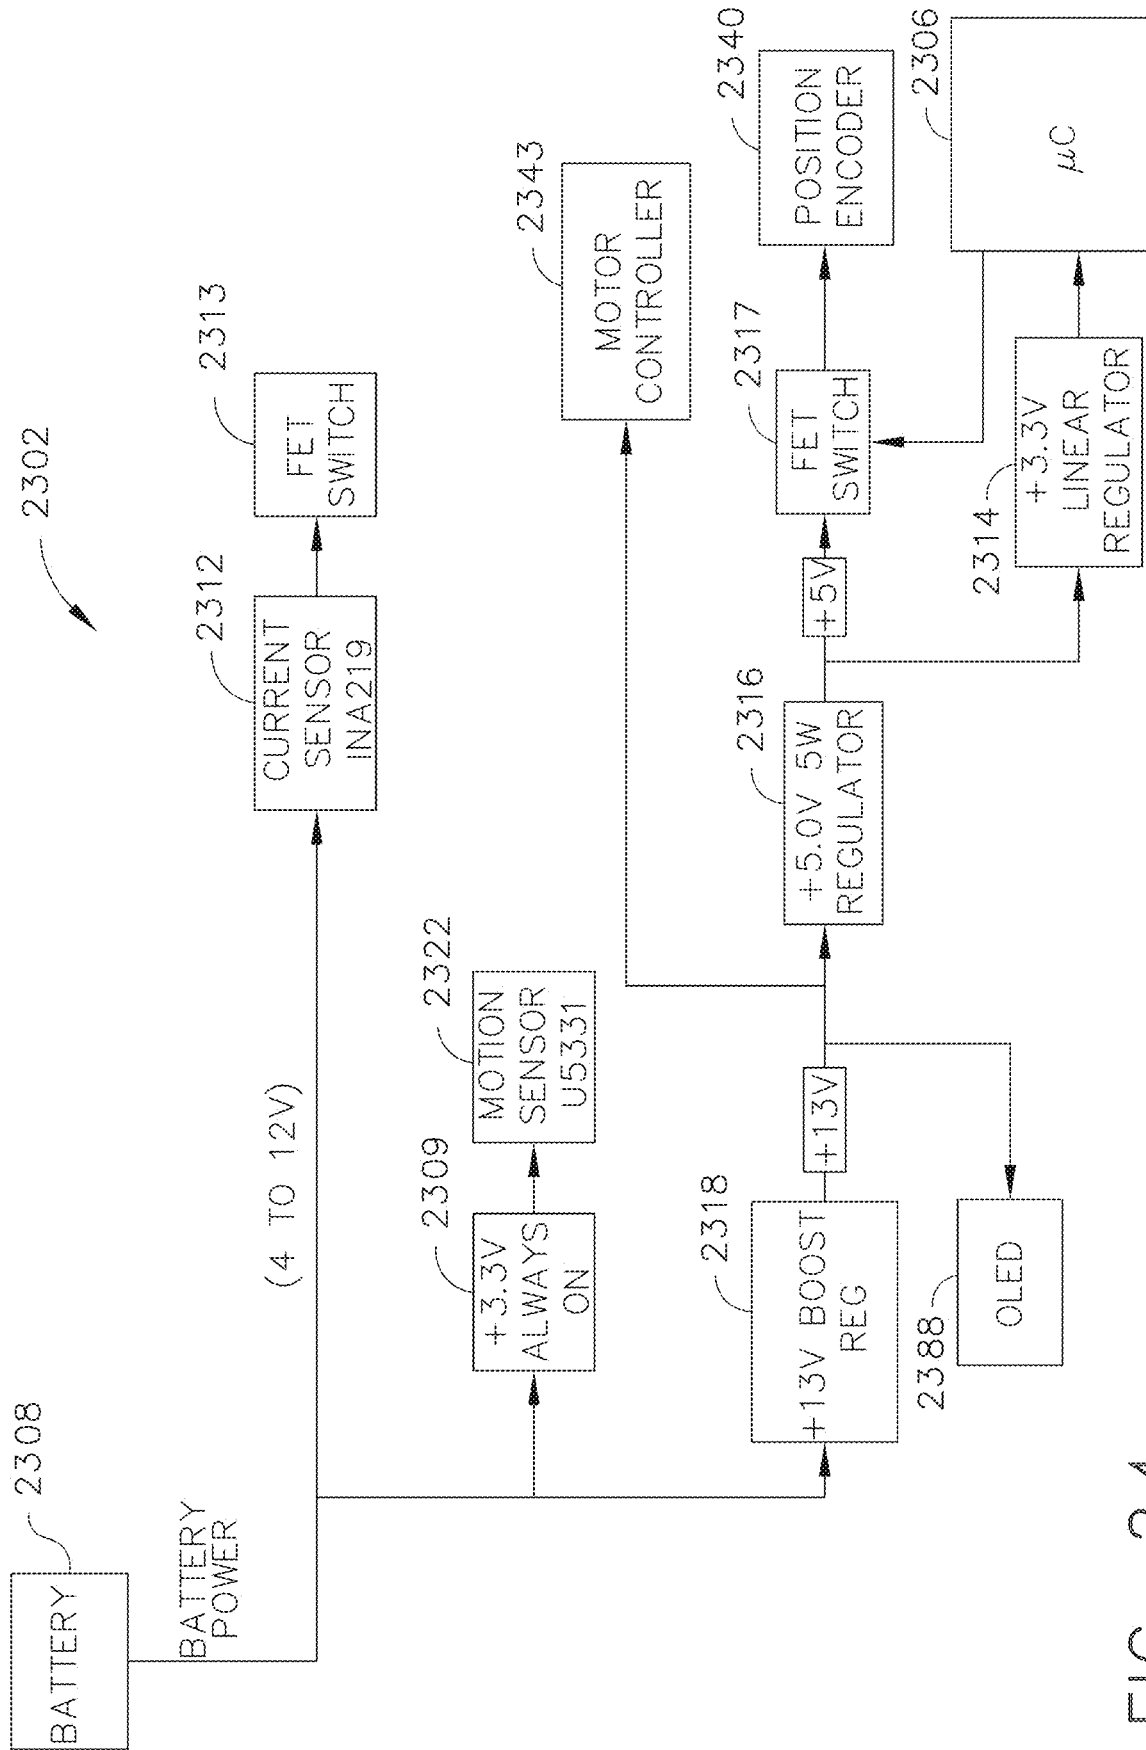 2302
BATTERY
2308
BATTERY
POWER
(4 TO 12V)
CURRENT
SENSOR
INA219
2312
FET
SWITCH
2313
+3.3V
ALWAYS
ON
2309
MOTION
SENSOR
U5331
2322
MOTOR
CONTROLLER
2343
+13V BOOST
REG
2318
+13V
+5.0V 5W
REGULATOR
2316
+5V
FET
SWITCH
2317
POSITION
ENCODER
2340
OLED
2388
+3.3V
LINEAR
REGULATOR
2314
μC
2306